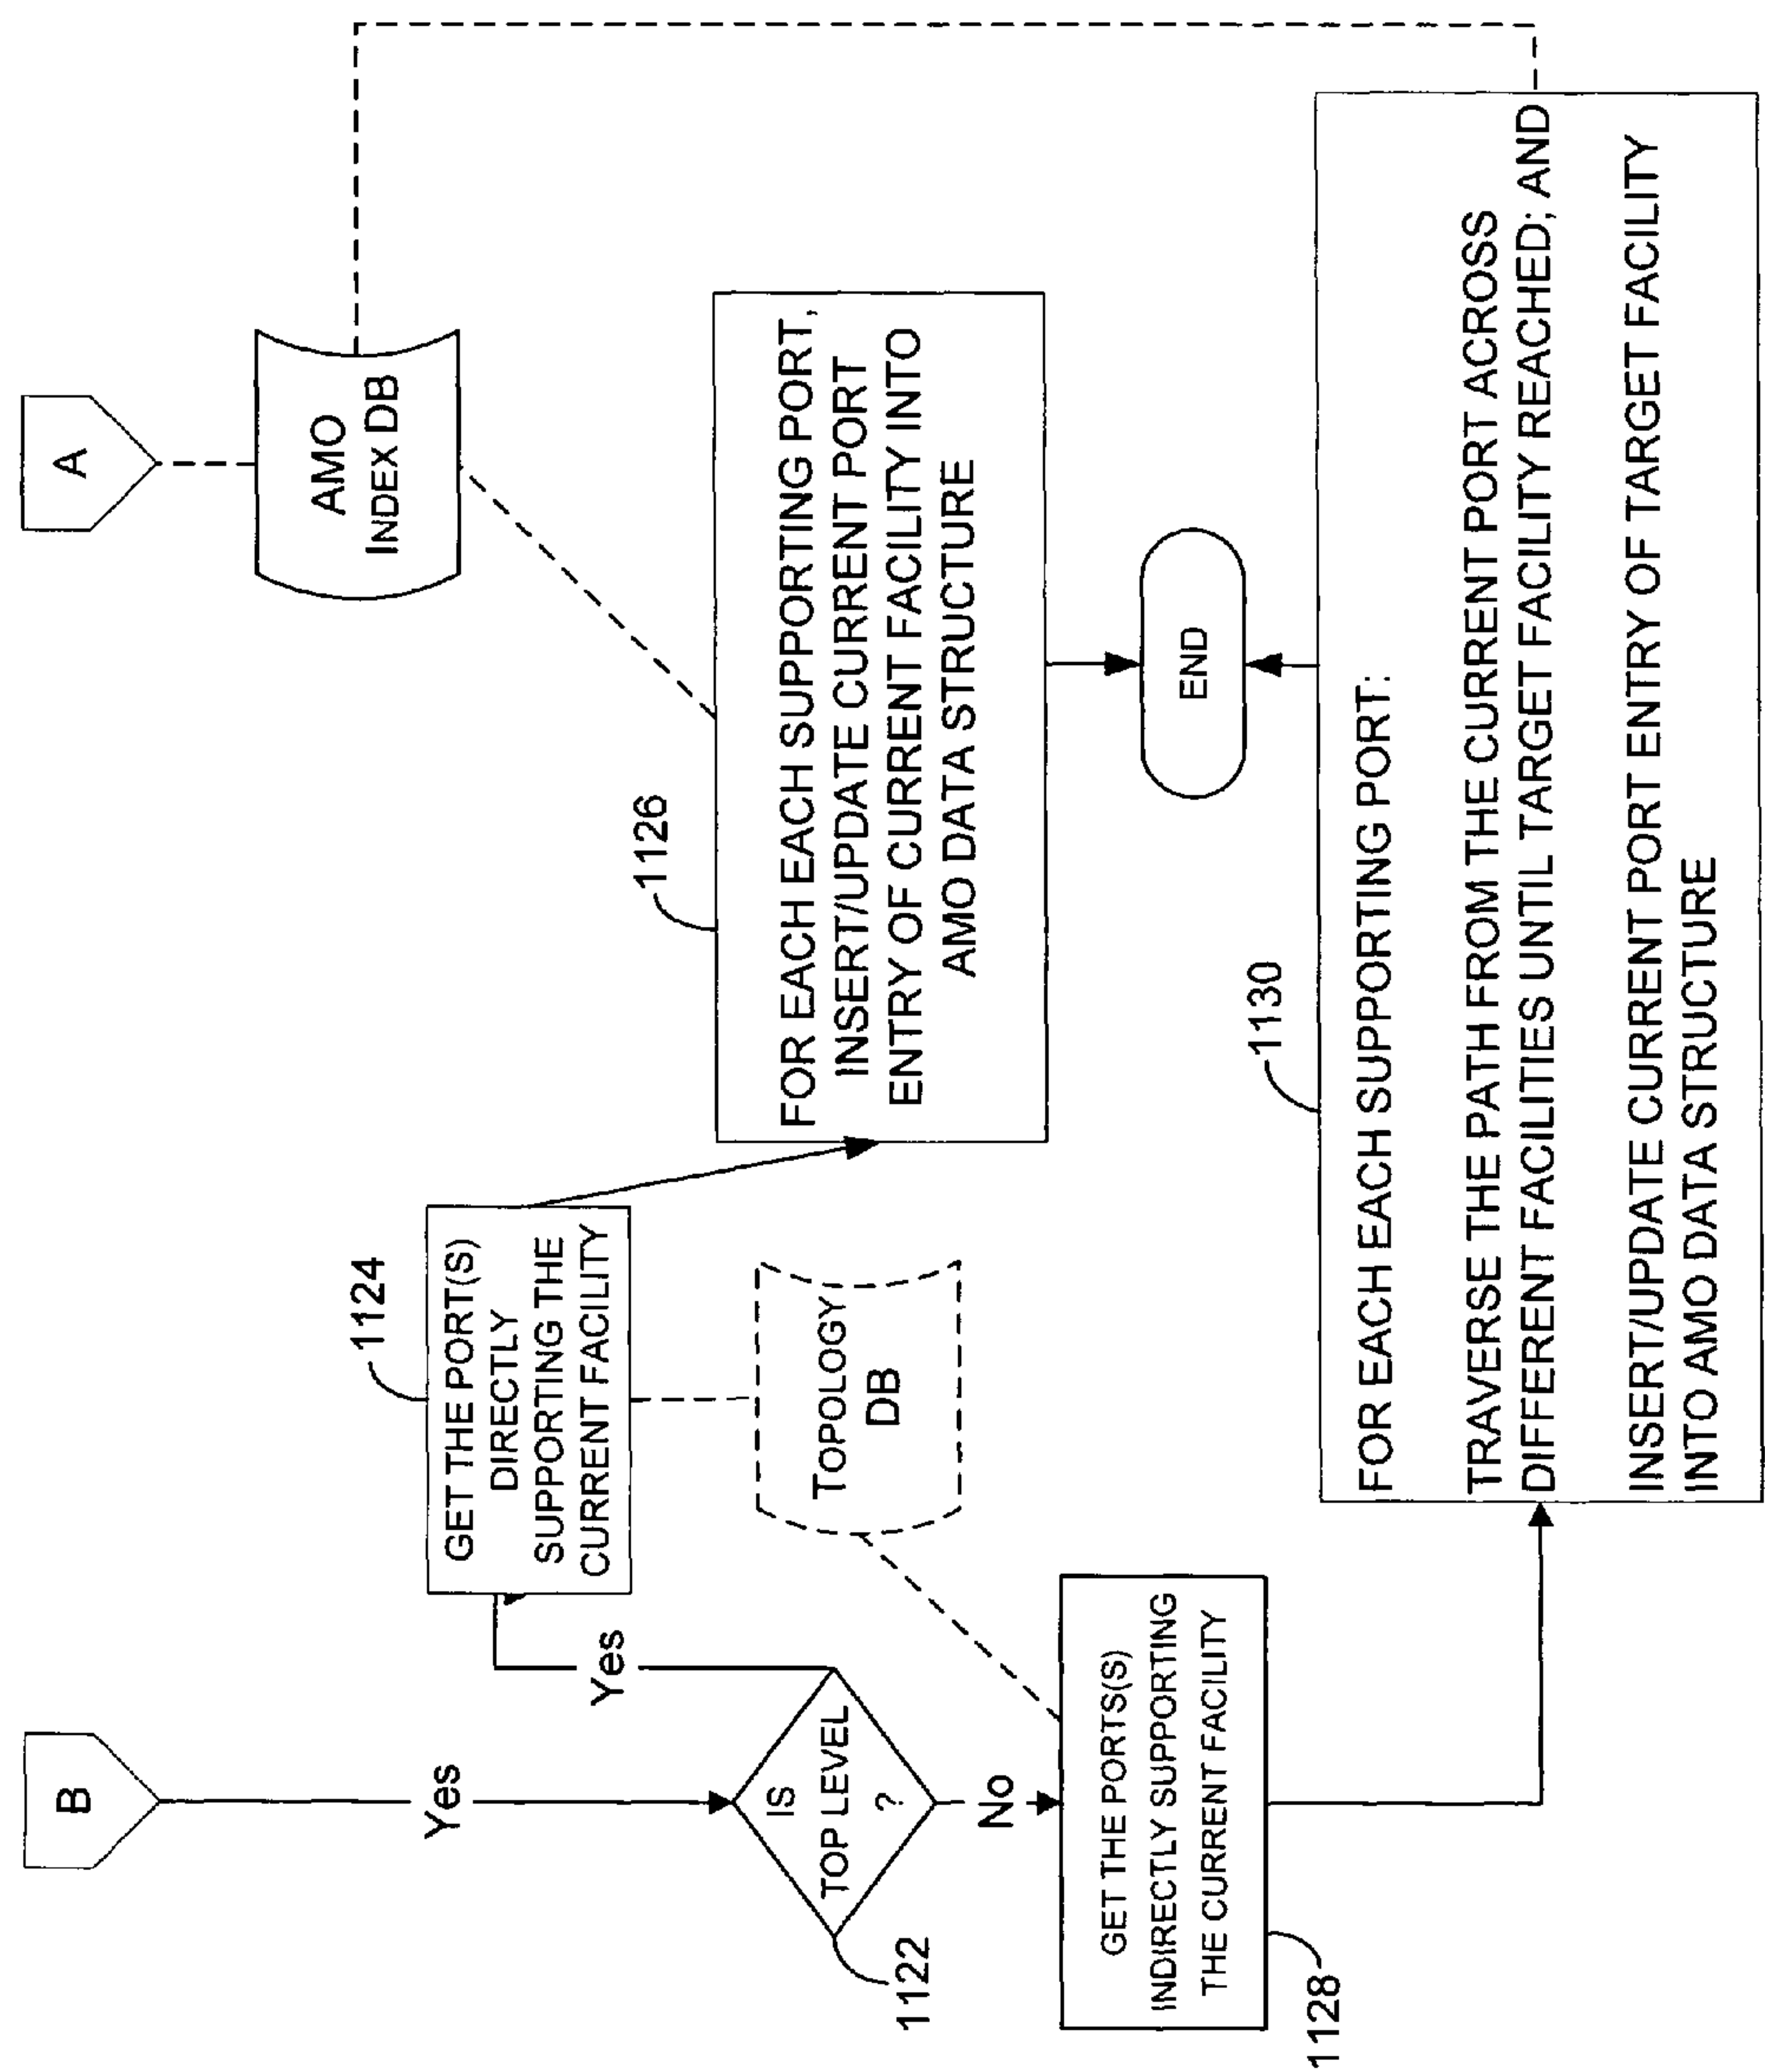 B
Yes
IS
TOP LEVEL
?
1122
Yes
No
GET THE PORT(S)
DIRECTLY
SUPPORTING THE
CURRENT FACILITY
1124
TOPOLOGY
DB
GET THE PORTS(S)
INDIRECTLY SUPPORTING
THE CURRENT FACILITY
1128
A
AMO
INDEX DB
FOR EACH EACH SUPPORTING PORT,
INSERT/UPDATE CURRENT PORT
ENTRY OF CURRENT FACILITY INTO
AMO DATA STRUCTURE
1126
END
FOR EACH EACH SUPPORTING PORT:
TRAVERSE THE PATH FROM THE CURRENT PORT ACROSS
DIFFERENT FACILITIES UNTIL TARGET FACILITY REACHED; AND
INSERT/UPDATE CURRENT PORT ENTRY OF TARGET FACILITY
INTO AMO DATA STRUCTURE
1130